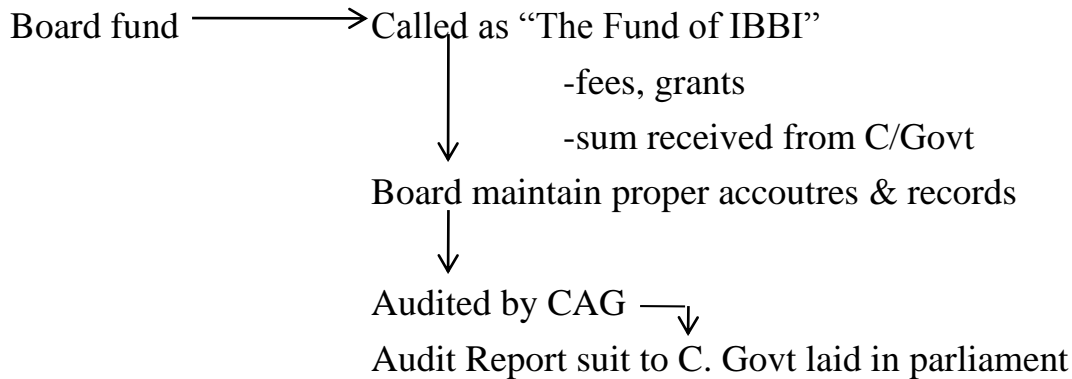 Board fund Called as “The Fund of IBBI”
-fees, grants
-sum received from C/Govt
Board maintain proper accoutres & records
Audited by CAG
Audit Report suit to C. Govt laid in parliament